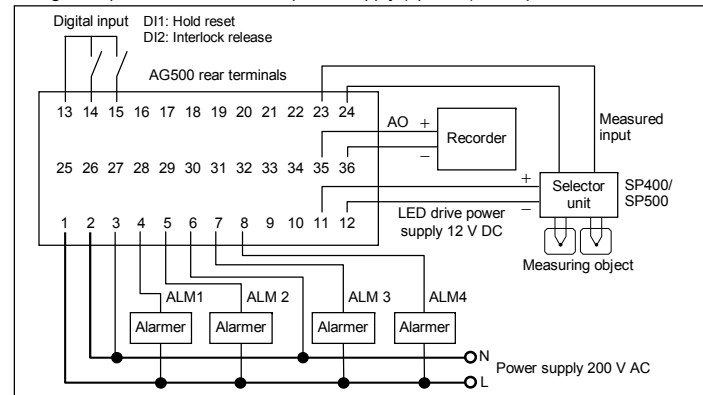 Digital input DI1: Hold reset
DI2: Interlock release
AG500 rear terminals
13 14 15 16 17 18 19 20 21 22 23 24
AO + Recorder
−
Measured
input
25 26 27 28 29 30 31 32 33 34 35 36
+
−
Selector
unit
SP400/
SP500
LED drive power
supply 12 V DC
1 2 3 4 5 6 7 8 9 10 11 12
Measuring object
ALM1 ALM 2 ALM 3 ALM4
Alarmer Alarmer Alarmer Alarmer
N
L
Power supply 200 V AC